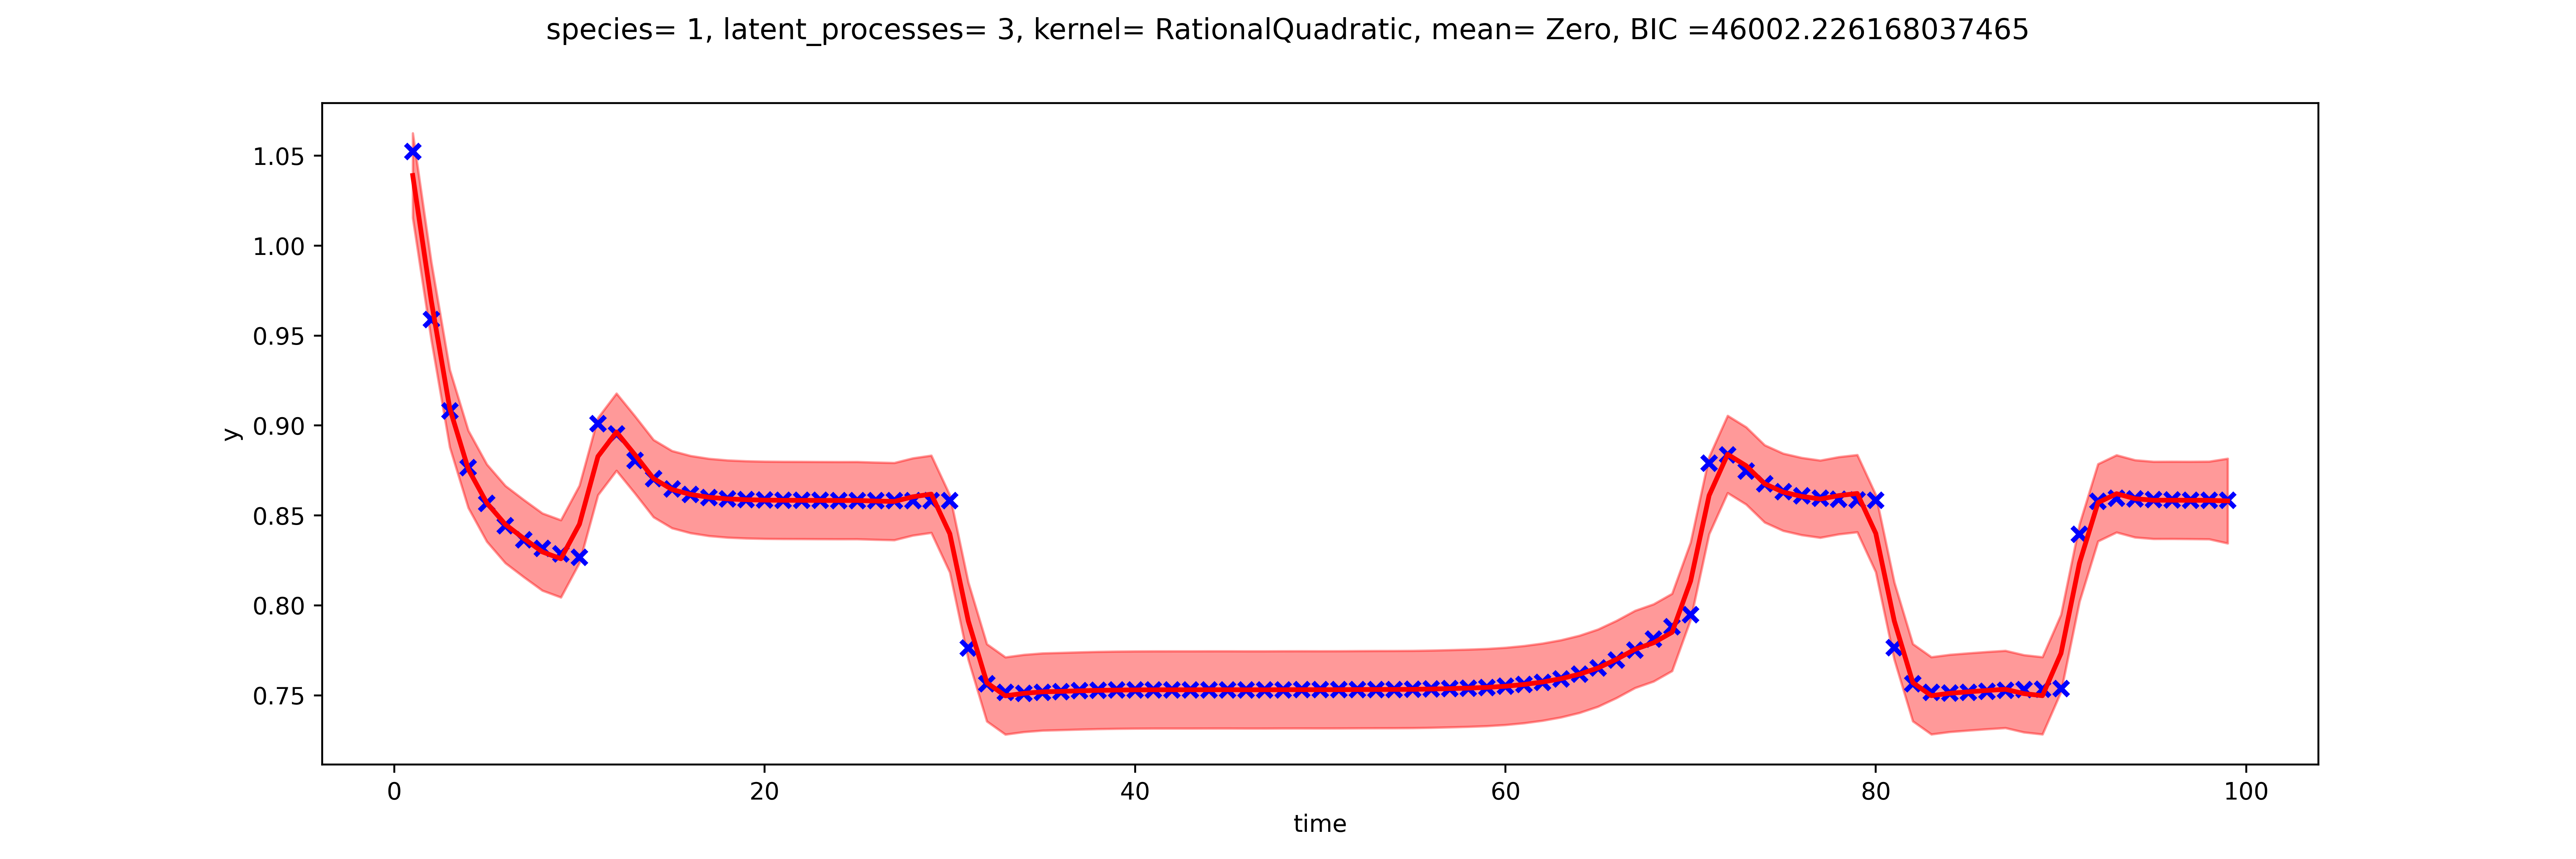 species= 1, latent_processes= 3, kernel= RationalQuadratic, mean= Zero, BIC =46002.226168037465
1.05
1.00
0.95
0.90
0.85
0.80
0.75
y
0 20 40 60 80 100
time